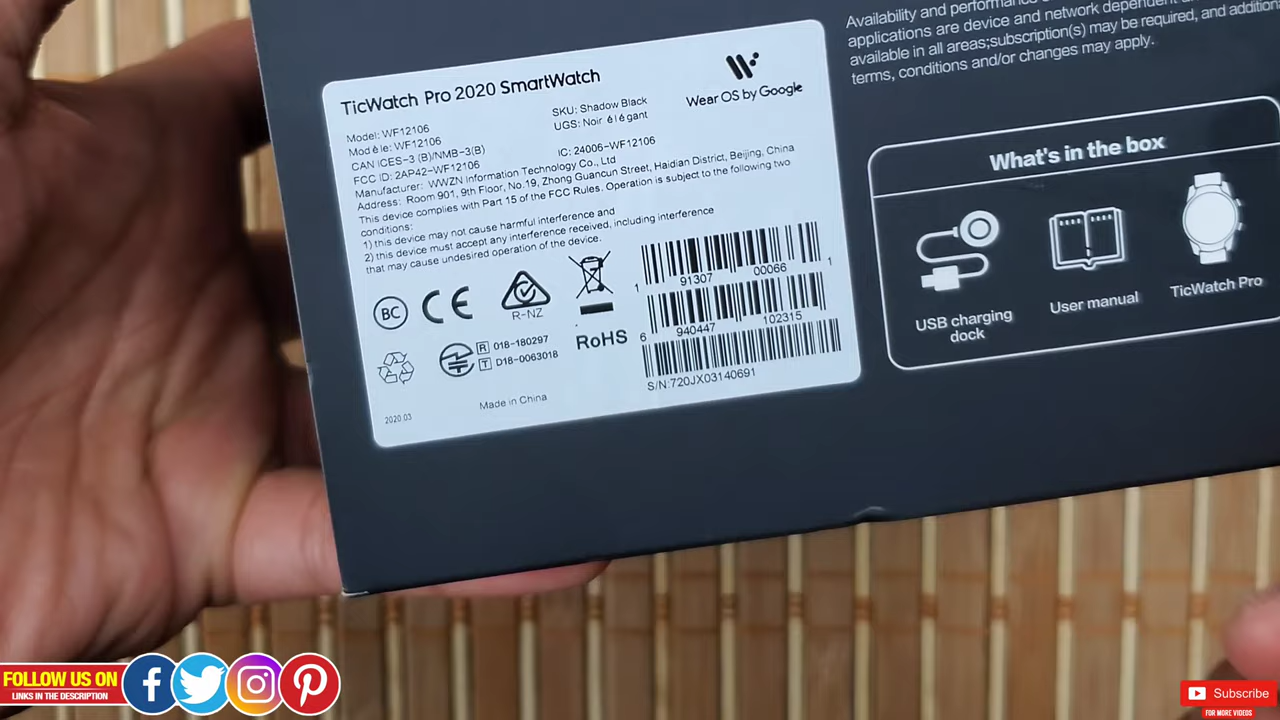 TicWatch Pro 2020 SmartWatch
Wear OS by Google
Model: WF12106
Modèle: WF12106
SKU: Shadow Black
UGS: Noir élégant
CAN ICES-3 (B)/NMB-3(B)
FCC ID: 2AP42-WF12106
IC: 24006-WF12106
Manufacturer: WWZN Information Technology Co., Ltd
Address: Room 901, 9th Floor, No.19, Zhong Guancun Street, Haidian District, Beijing, China
This device complies with Part 15 of the FCC Rules. Operation is subject to the following two
conditions:
1) this device may not cause harmful interference and
2) this device must accept any interference received, including interference
that may cause undesired operation of the device.
BC
CE
R-NZ
RoHS
R 018-180297
T D18-0063018
1 91307 00066 1
6 940447 102315
S/N:720JX03140691
2020.03
Made in China
Availability and performance
applications are device and network dependent
available in all areas;subscription(s) may be required, and additional
terms, conditions and/or changes may apply.
What's in the box
USB charging
dock
User manual
TicWatch Pro
FOLLOW US ON
LINKS IN THE DESCRIPTION
Subscribe
FOR MORE VIDEOS